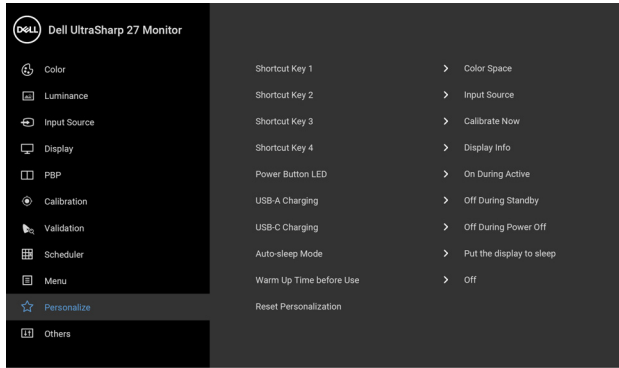 DELL Dell UltraSharp 27 Monitor
Color
Luminance
Input Source
Display
PBP
Calibration
Validation
Scheduler
Menu
Personalize
Others
Shortcut Key 1 > Color Space
Shortcut Key 2 > Input Source
Shortcut Key 3 > Calibrate Now
Shortcut Key 4 > Display Info
Power Button LED > On During Active
USB-A Charging > Off During Standby
USB-C Charging > Off During Power Off
Auto-sleep Mode > Put the display to sleep
Warm Up Time before Use > Off
Reset Personalization